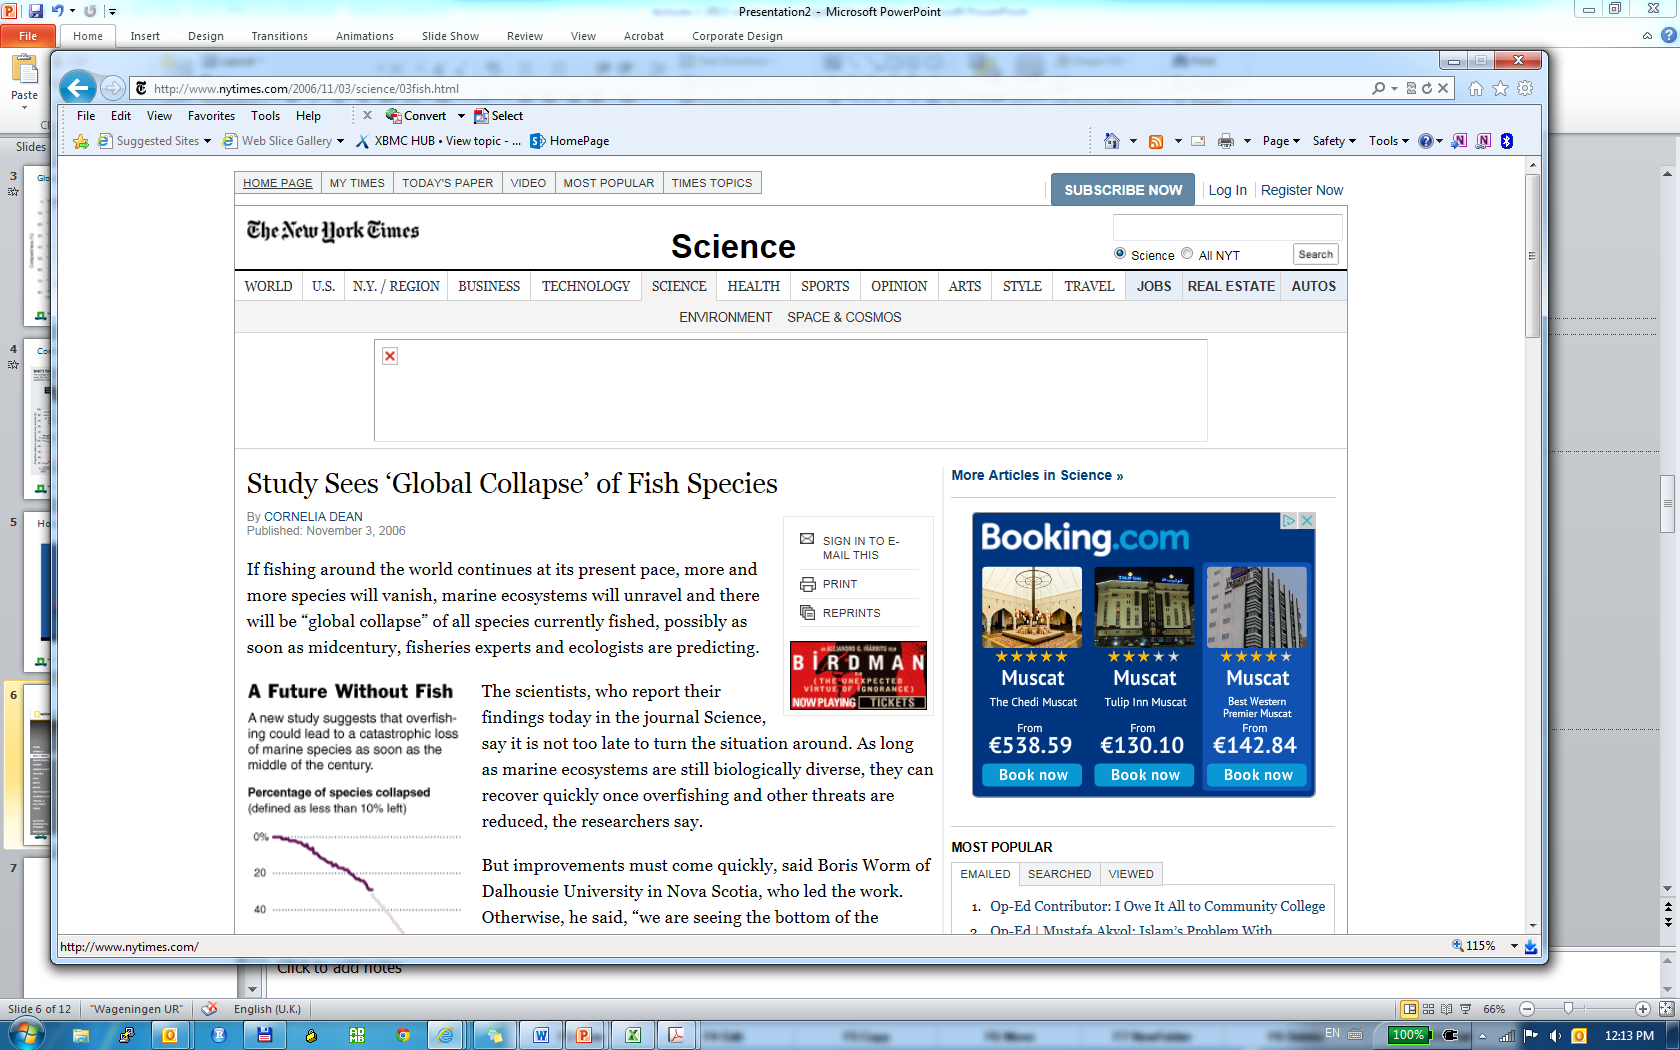 Presentation2 - Microsoft PowerPoint
File Home Insert Design Transitions Animations Slide Show Review View Acrobat Corporate Design
Paste
Slides
http://www.nytimes.com/2006/11/03/science/03fish.html
File Edit View Favorites Tools Help Convert Select
Suggested Sites Web Slice Gallery XBMC HUB • View topic - ... HomePage Page Safety Tools
HOME PAGE MY TIMES TODAY'S PAPER VIDEO MOST POPULAR TIMES TOPICS
SUBSCRIBE NOW Log In Register Now
The New York Times
Science
Science All NYT Search
WORLD U.S. N.Y. / REGION BUSINESS TECHNOLOGY SCIENCE HEALTH SPORTS OPINION ARTS STYLE TRAVEL JOBS REAL ESTATE AUTOS
ENVIRONMENT SPACE & COSMOS
Study Sees ‘Global Collapse’ of Fish Species
By CORNELIA DEAN
Published: November 3, 2006
SIGN IN TO E-
MAIL THIS
PRINT
REPRINTS
If fishing around the world continues at its present pace, more and
more species will vanish, marine ecosystems will unravel and there
will be “global collapse” of all species currently fished, possibly as
soon as midcentury, fisheries experts and ecologists are predicting.
BIRDMAN
(THE UNEXPECTED
VIRTUE OF IGNORANCE)
NOW PLAYING TICKETS
A Future Without Fish
A new study suggests that overfish-
ing could lead to a catastrophic loss
of marine species as soon as the
middle of the century.
Percentage of species collapsed
(defined as less than 10% left)
0%
20
40
The scientists, who report their
findings today in the journal Science,
say it is not too late to turn the situation around. As long
as marine ecosystems are still biologically diverse, they can
recover quickly once overfishing and other threats are
reduced, the researchers say.
But improvements must come quickly, said Boris Worm of
Dalhousie University in Nova Scotia, who led the work.
Otherwise, he said, “we are seeing the bottom of the
More Articles in Science »
Booking.com
Muscat
The Chedi Muscat
From
€538.59
Book now
Muscat
Tulip Inn Muscat
From
€130.10
Book now
Muscat
Best Western
Premier Muscat
From
€142.84
Book now
MOST POPULAR
EMAILED SEARCHED VIEWED
1. Op-Ed Contributor: I Owe It All to Community College
2. Op-Ed | Mustafa Akyol: Islam's Problem With
3
4
5
6
7
http://www.nytimes.com/
115%
Click to add notes
Slide 6 of 12 "Wageningen UR" English (U.K.) 66%
EN 100% 12:13 PM